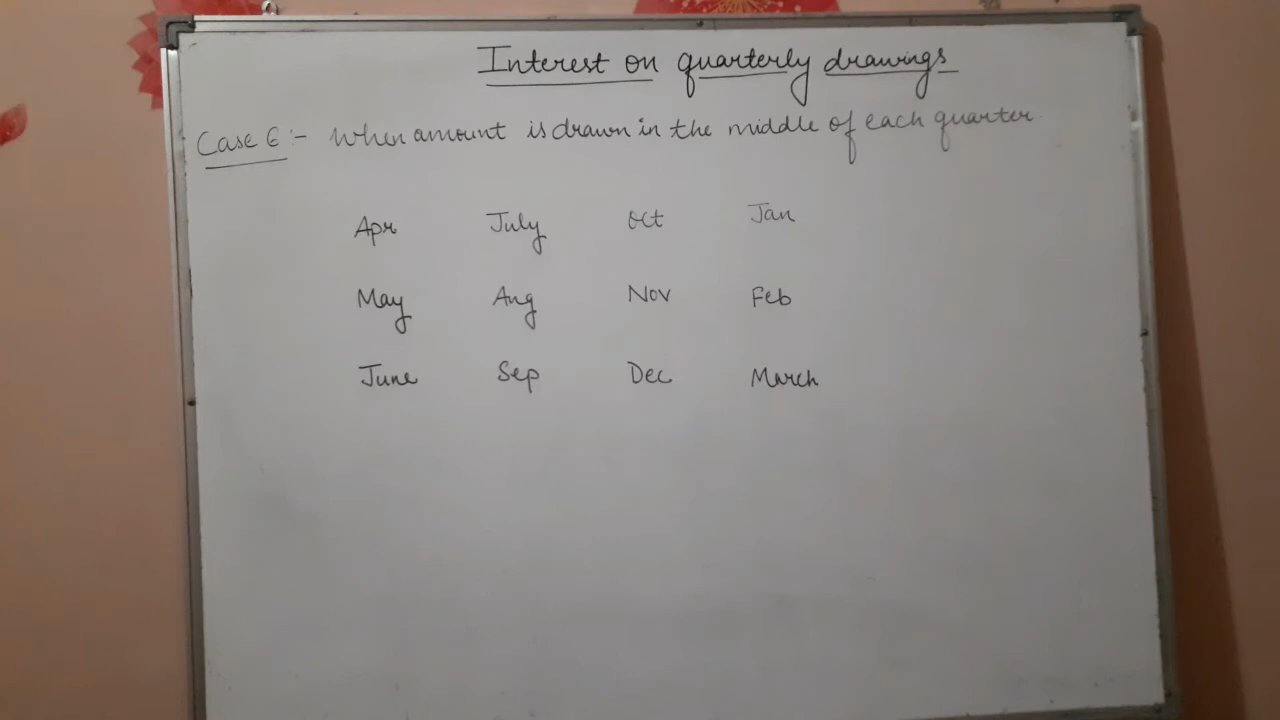 Interest on quarterly drawings
Case 6 :- When amount is drawn in the middle of each quarter
Apr July Oct Jan
May Aug Nov Feb
June Sep Dec March